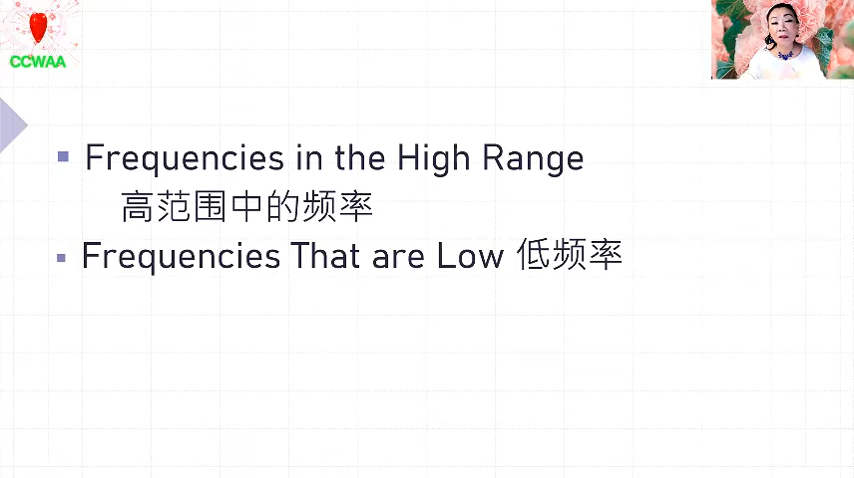 CCWAA
Frequencies in the High Range
高范围中的频率
Frequencies That are Low 低频率